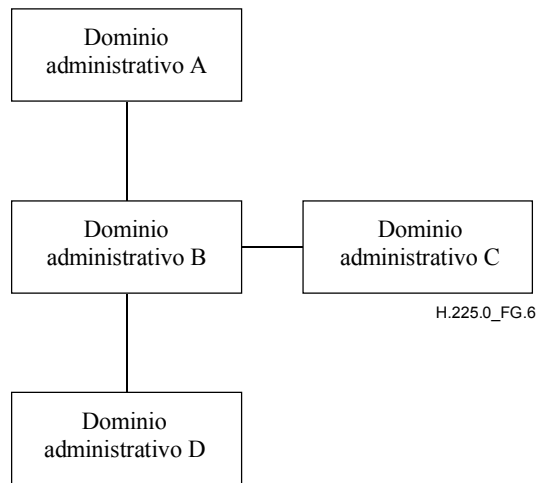 Dominio
administrativo A
Dominio
administrativo B
Dominio
administrativo C
H.225.0_FG.6
Dominio
administrativo D